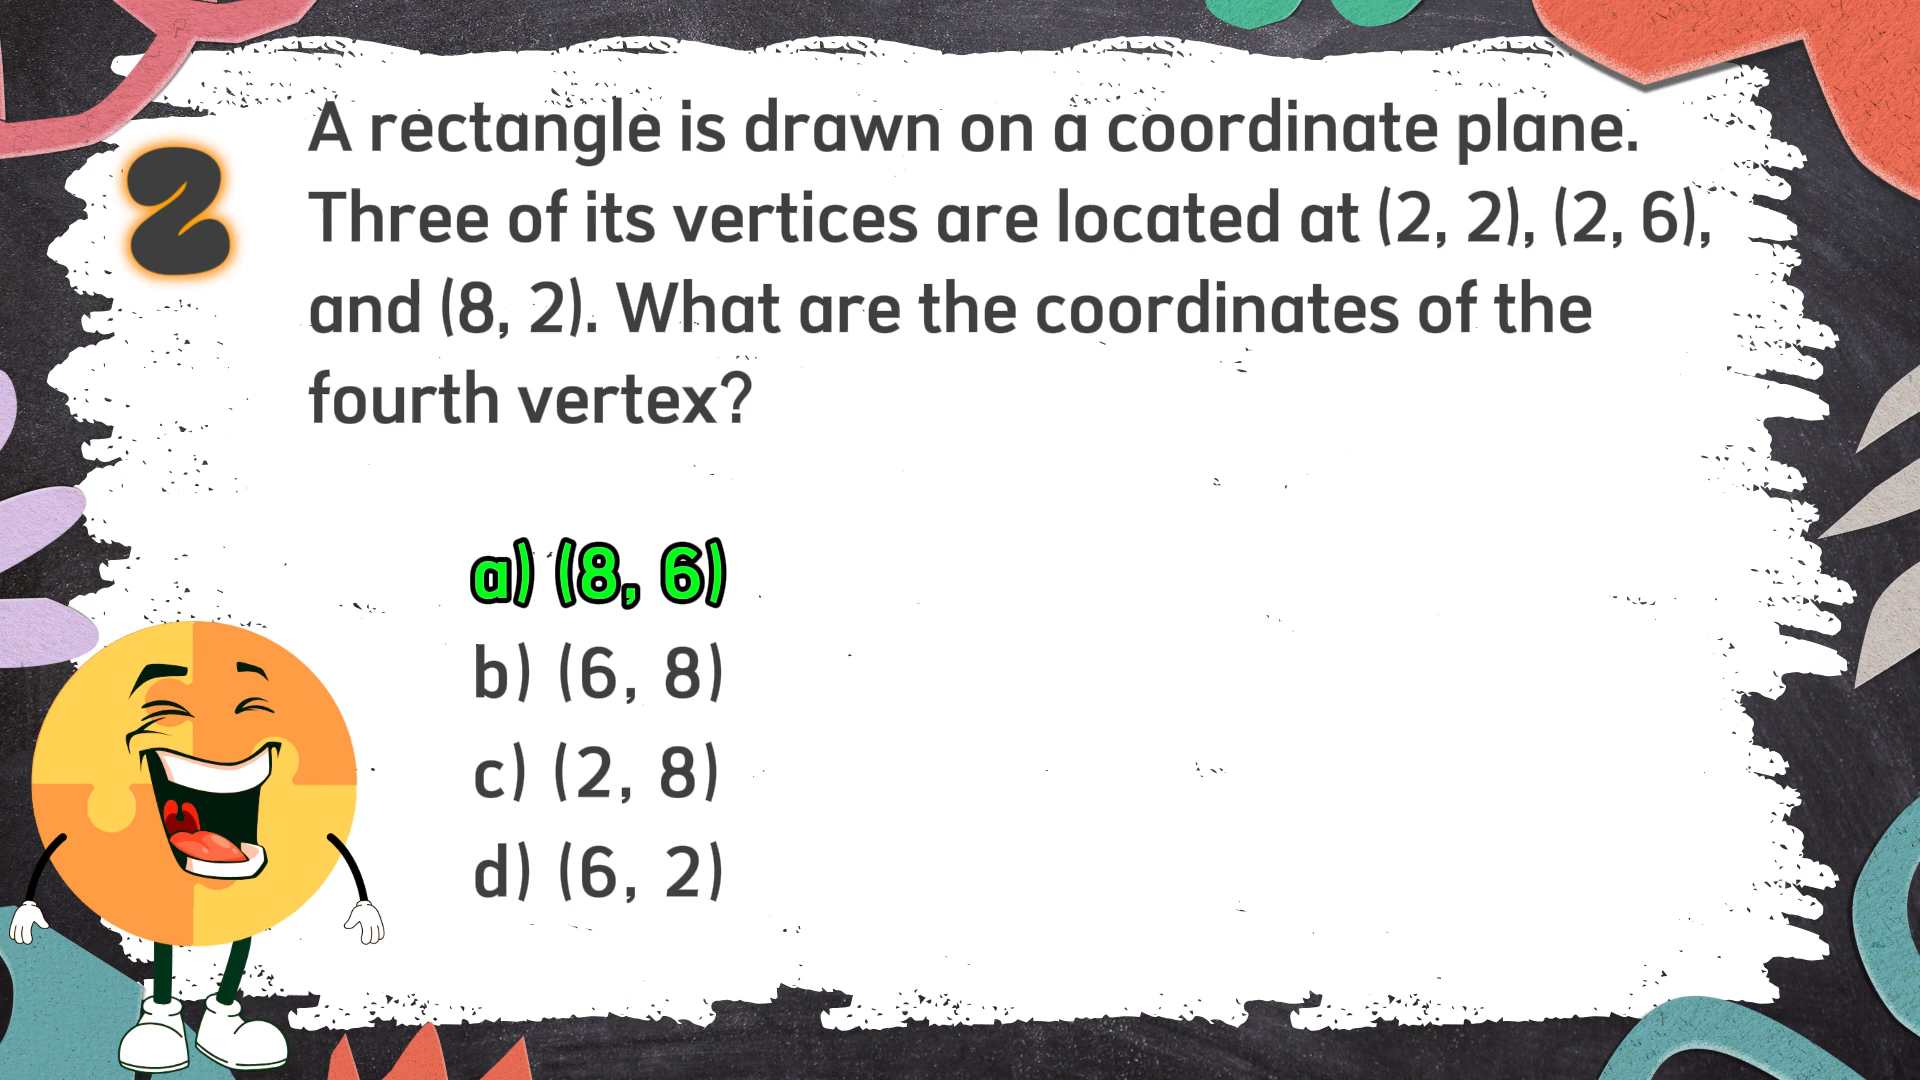 2
A rectangle is drawn on a coordinate plane.
Three of its vertices are located at (2, 2), (2, 6),
and (8, 2). What are the coordinates of the
fourth vertex?
a) (8, 6)
b) (6, 8)
c) (2, 8)
d) (6, 2)